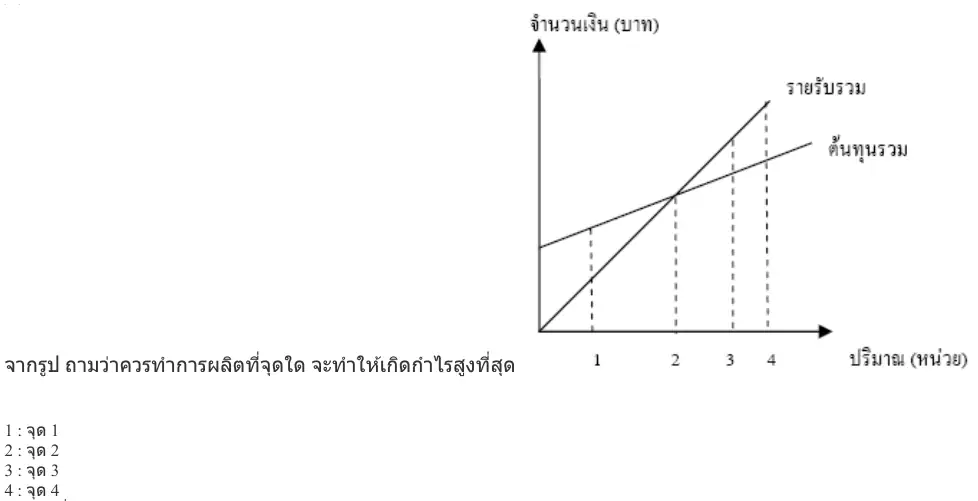 จำนวนเงิน (บาท)
รายรับรวม
ต้นทุนรวม
1 2 3 4 ปริมาณ (หน่วย)
จากรูป ถามว่าควรทำการผลิตที่จุดใด จะทำให้เกิดกำไรสูงที่สุด
1 : จุด 1
2 : จุด 2
3 : จุด 3
4 : จุด 4